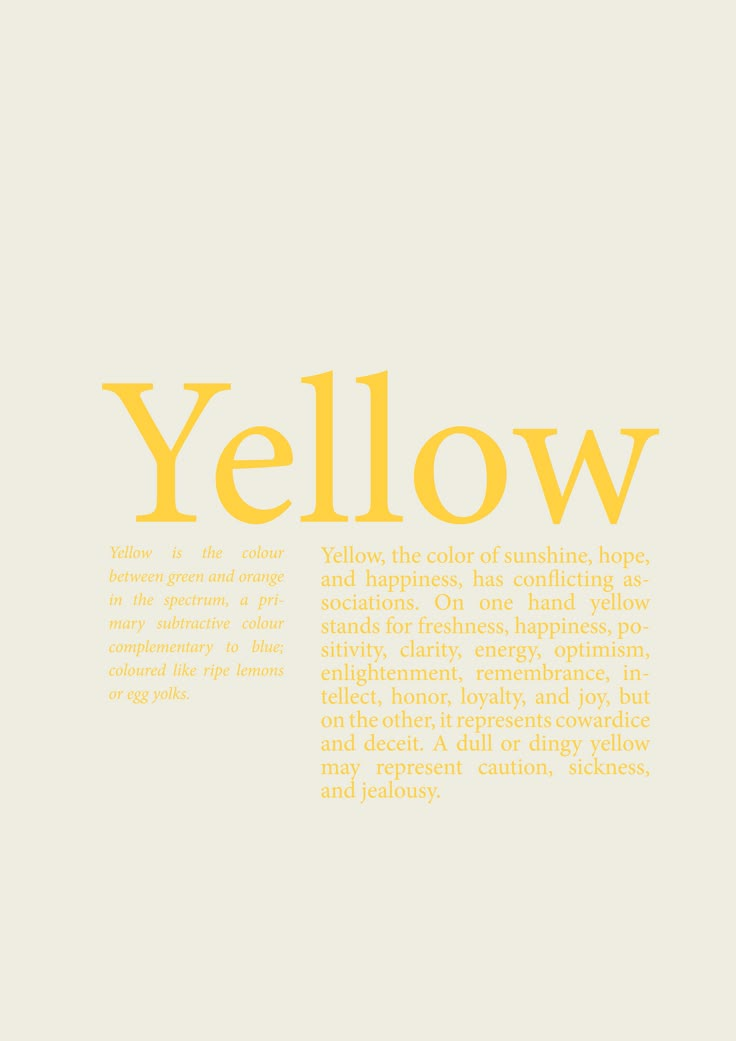 Yellow
Yellow is the colour
between green and orange
in the spectrum, a pri-
mary subtractive colour
complementary to blue;
coloured like ripe lemons
or egg yolks.
Yellow, the color of sunshine, hope,
and happiness, has conflicting as-
sociations. On one hand yellow
stands for freshness, happiness, po-
sitivity, clarity, energy, optimism,
enlightenment, remembrance, in-
tellect, honor, loyalty, and joy, but
on the other, it represents cowardice
and deceit. A dull or dingy yellow
may represent caution, sickness,
and jealousy.